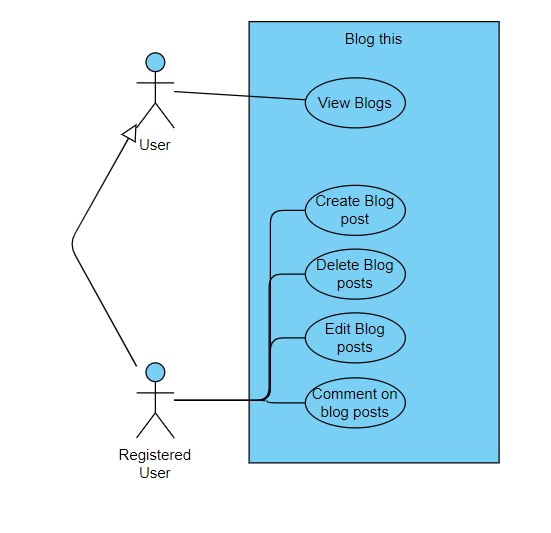 Blog this
View Blogs
User
Create Blog
post
Delete Blog
posts
Edit Blog
posts
Comment on
blog posts
Registered
User